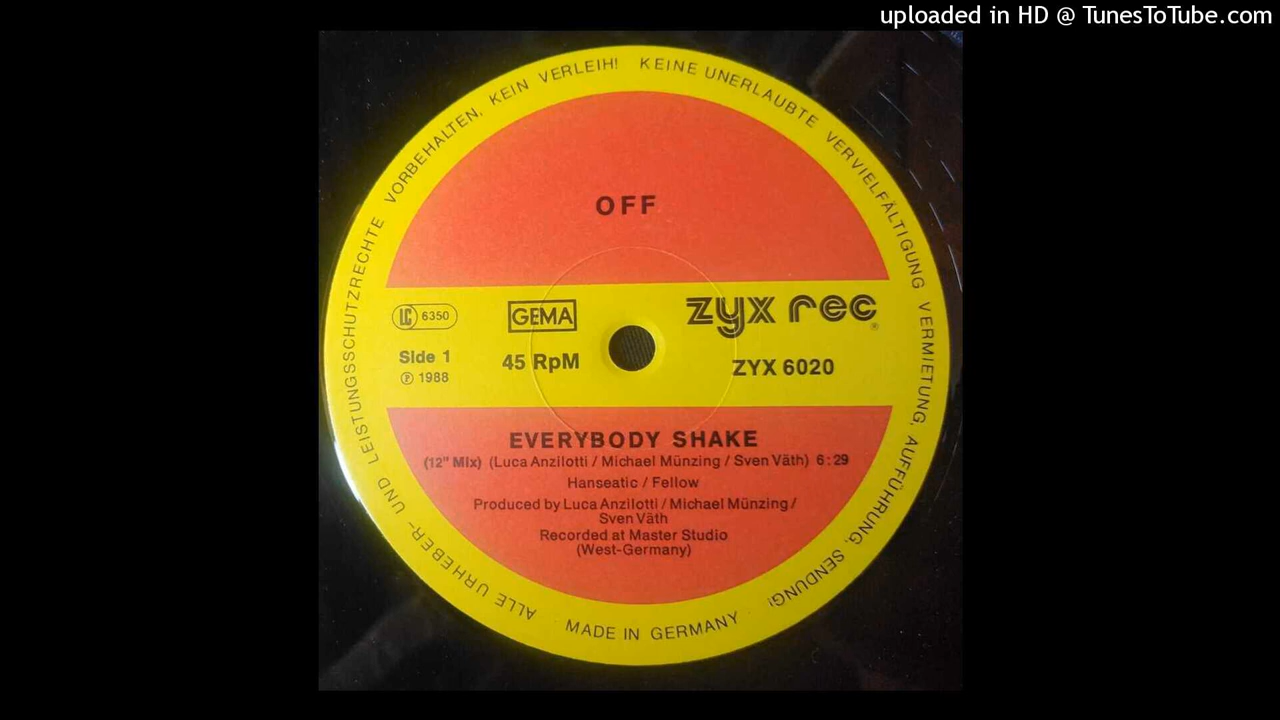 uploaded in HD @ TunesToTube.com
ALLE URHEBER- UND LEISTUNGSSCHUTZRECHTE VORBEHALTEN, KEIN VERLEIH! KEINE UNERLAUBTE VERVIELFÄLTIGUNG VERMIETUNG, AUFFÜHRUNG, SENDUNG!
OFF
LC 6350
GEMA
zyx rec ®
Side 1
45 RpM
ZYX 6020
℗ 1988
EVERYBODY SHAKE
(12" Mix) (Luca Anzilotti / Michael Münzing / Sven Väth) 6:29
Hanseatic / Fellow
Produced by Luca Anzilotti / Michael Münzing /
Sven Väth
Recorded at Master Studio
(West-Germany)
MADE IN GERMANY